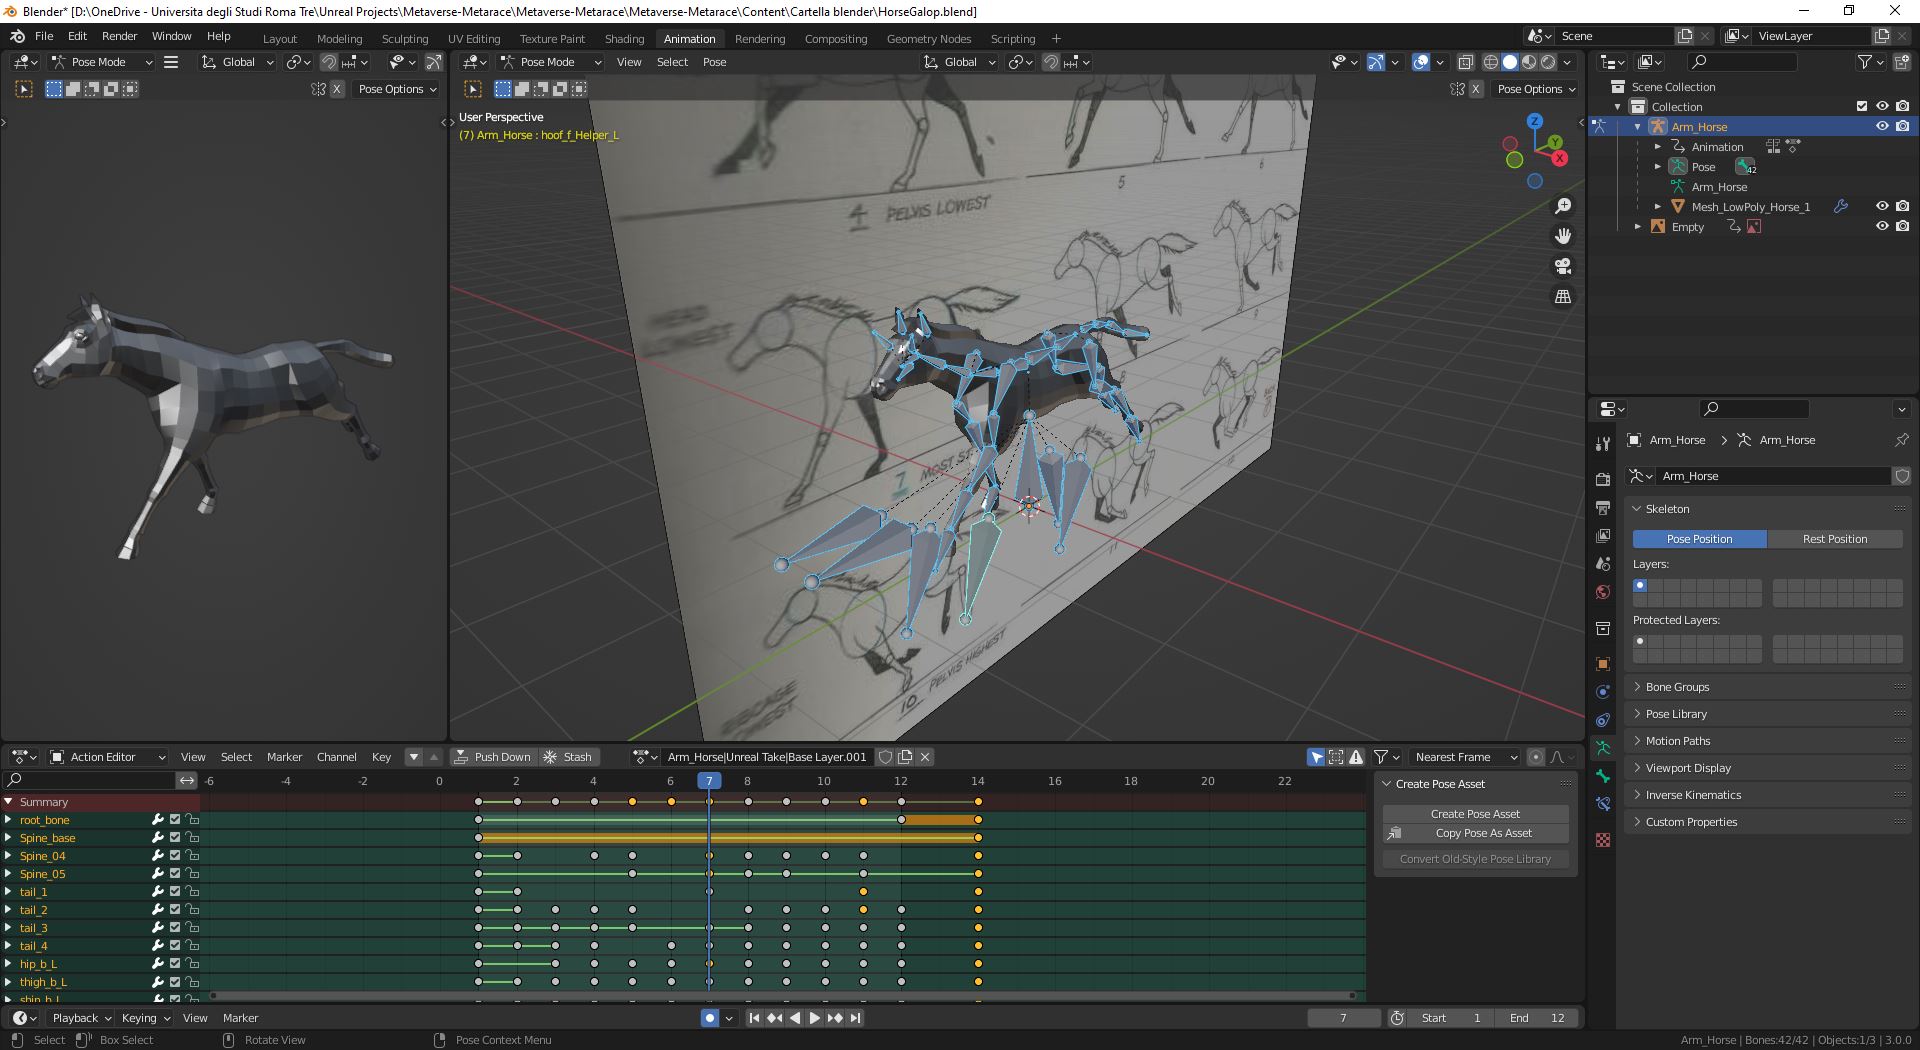 Blender* [D:\OneDrive - Universita degli Studi Roma Tre\Unreal Projects\Metaverse-Metarace\Metaverse-Metarace\Metaverse-Metarace\Content\Cartella blender\HorseGalop.blend]
File Edit Render Window Help Layout Modeling Sculpting UV Editing Texture Paint Shading Animation Rendering Compositing Geometry Nodes Scripting +
Scene ViewLayer
Pose Mode Global
X Pose Options
Pose Mode View Select Pose Global
X Pose Options
User Perspective
(7) Arm_Horse : hoof_f_Helper_L
Z
Y
X
5
6
4 PELVIS LOWEST
7 MOST ST
10 PELVIS HIGHEST
11
Scene Collection
Collection
Arm_Horse
Animation
Pose 42
Arm_Horse
Mesh_LowPoly_Horse_1
Empty
Arm_Horse > Arm_Horse
Arm_Horse
Skeleton
Pose Position Rest Position
Layers:
Protected Layers:
Bone Groups
Pose Library
Motion Paths
Viewport Display
Inverse Kinematics
Custom Properties
Action Editor View Select Marker Channel Key Push Down Stash Arm_Horse|Unreal Take|Base Layer.001 Nearest Frame
-6 -4 -2 0 2 4 6 7 8 10 12 14 16 18 20 22
Summary
root_bone
Spine_base
Spine_04
Spine_05
tail_1
tail_2
tail_3
tail_4
hip_b_L
thigh_b_L
shin_b_L
Create Pose Asset
Create Pose Asset
Copy Pose As Asset
Convert Old-Style Pose Library
Playback Keying View Marker 7 Start 1 End 12
Select Box Select Rotate View Pose Context Menu Arm_Horse | Bones:42/42 | Objects:1/3 | 3.0.0